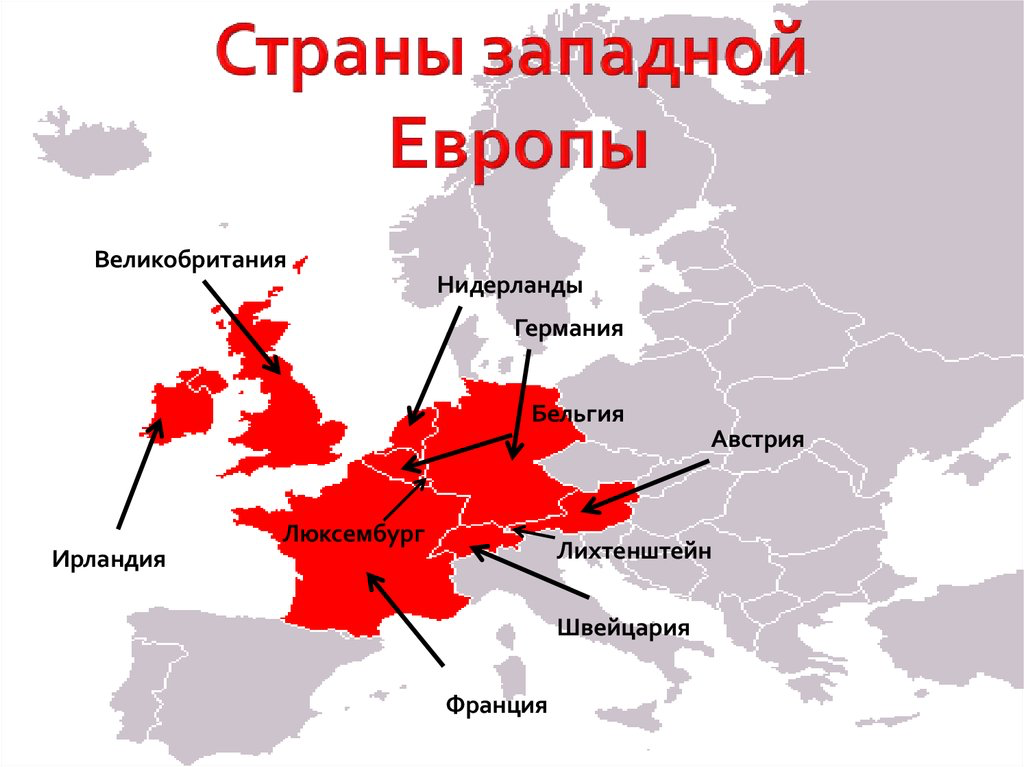 Страны западной
Европы
Великобритания
Нидерланды
Германия
Бельгия
Австрия
Люксембург
Лихтенштейн
Ирландия
Швейцария
Франция